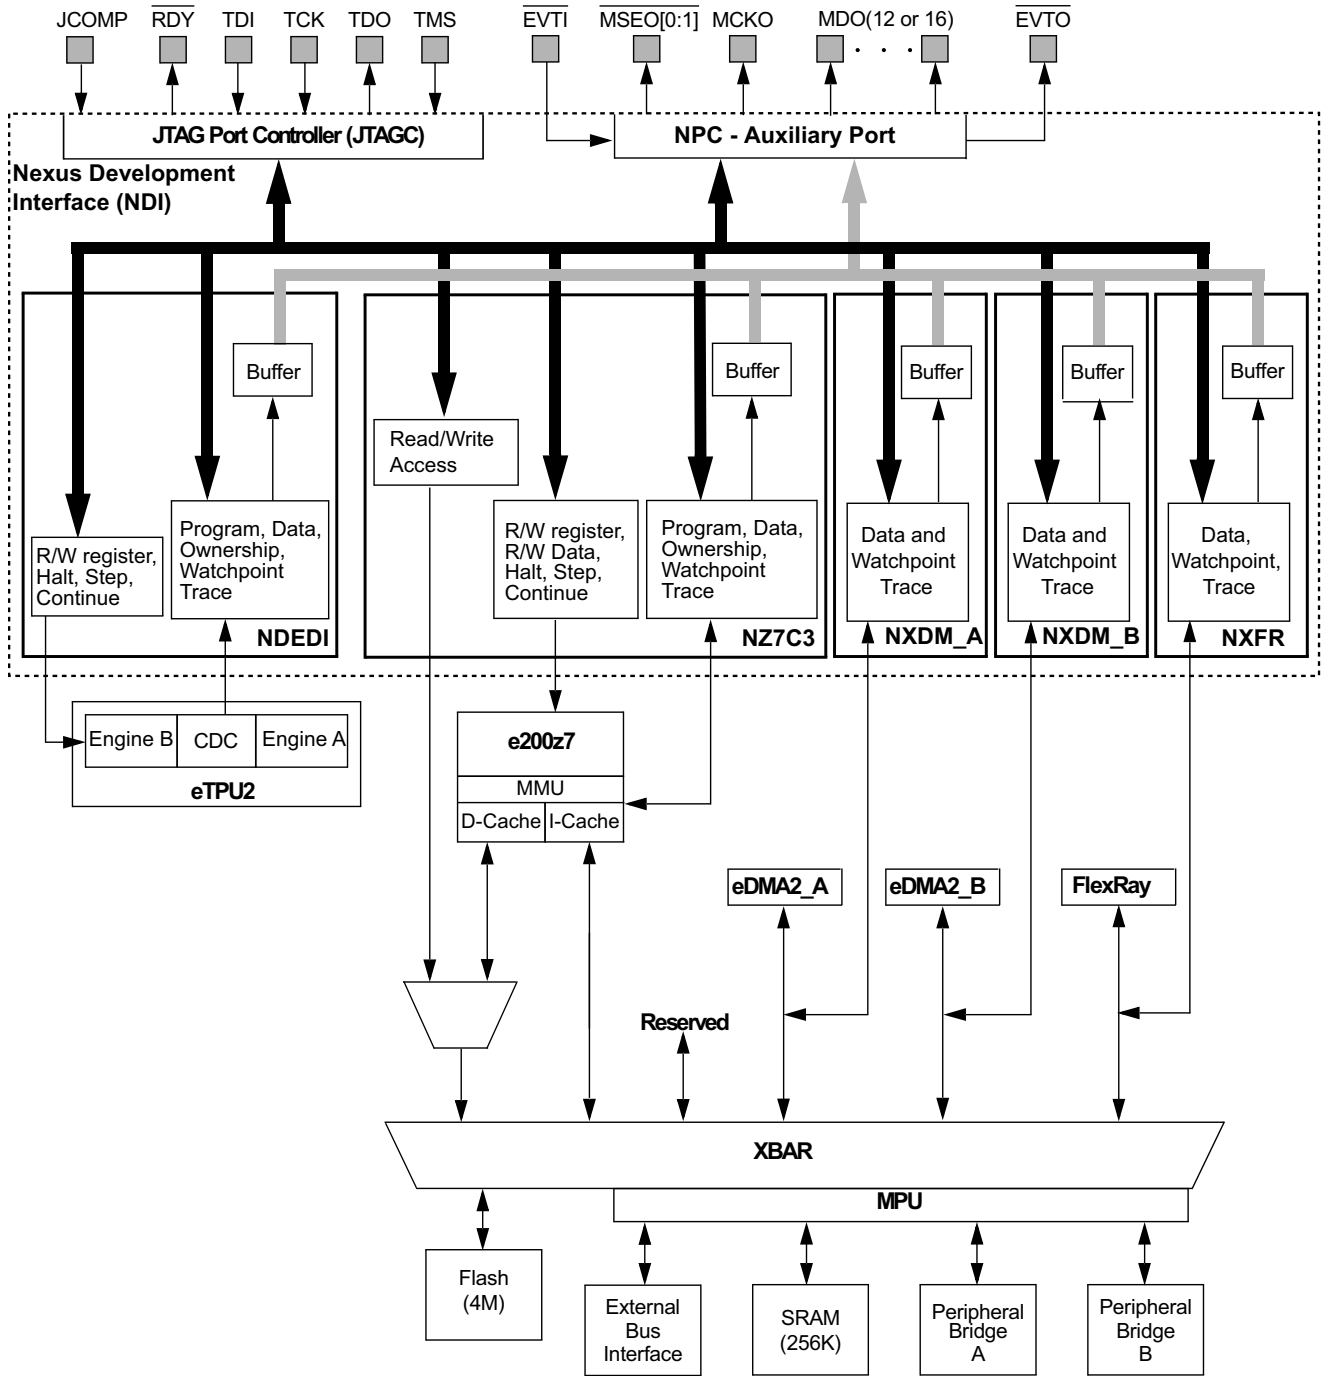 JCOMP RDY TDI TCK TDO TMS EVTI MSEO[0:1] MCKO MDO(12 or 16) EVTO
JTAG Port Controller (JTAGC)
NPC - Auxiliary Port
Nexus Development
Interface (NDI)
Buffer
R/W register,
Halt, Step,
Continue
Program, Data,
Ownership,
Watchpoint
Trace
NDEDI
Read/Write
Access
R/W register,
R/W Data,
Halt, Step,
Continue
Buffer
Program, Data,
Ownership,
Watchpoint
Trace
NZ7C3
Buffer
Data and
Watchpoint
Trace
NXDM_A
Buffer
Data and
Watchpoint
Trace
NXDM_B
Buffer
Data,
Watchpoint,
Trace
NXFR
Engine B CDC Engine A
eTPU2
e200z7
MMU
D-Cache I-Cache
eDMA2_A
eDMA2_B
FlexRay
Reserved
XBAR
MPU
Flash
(4M)
External
Bus
Interface
SRAM
(256K)
Peripheral
Bridge
A
Peripheral
Bridge
B